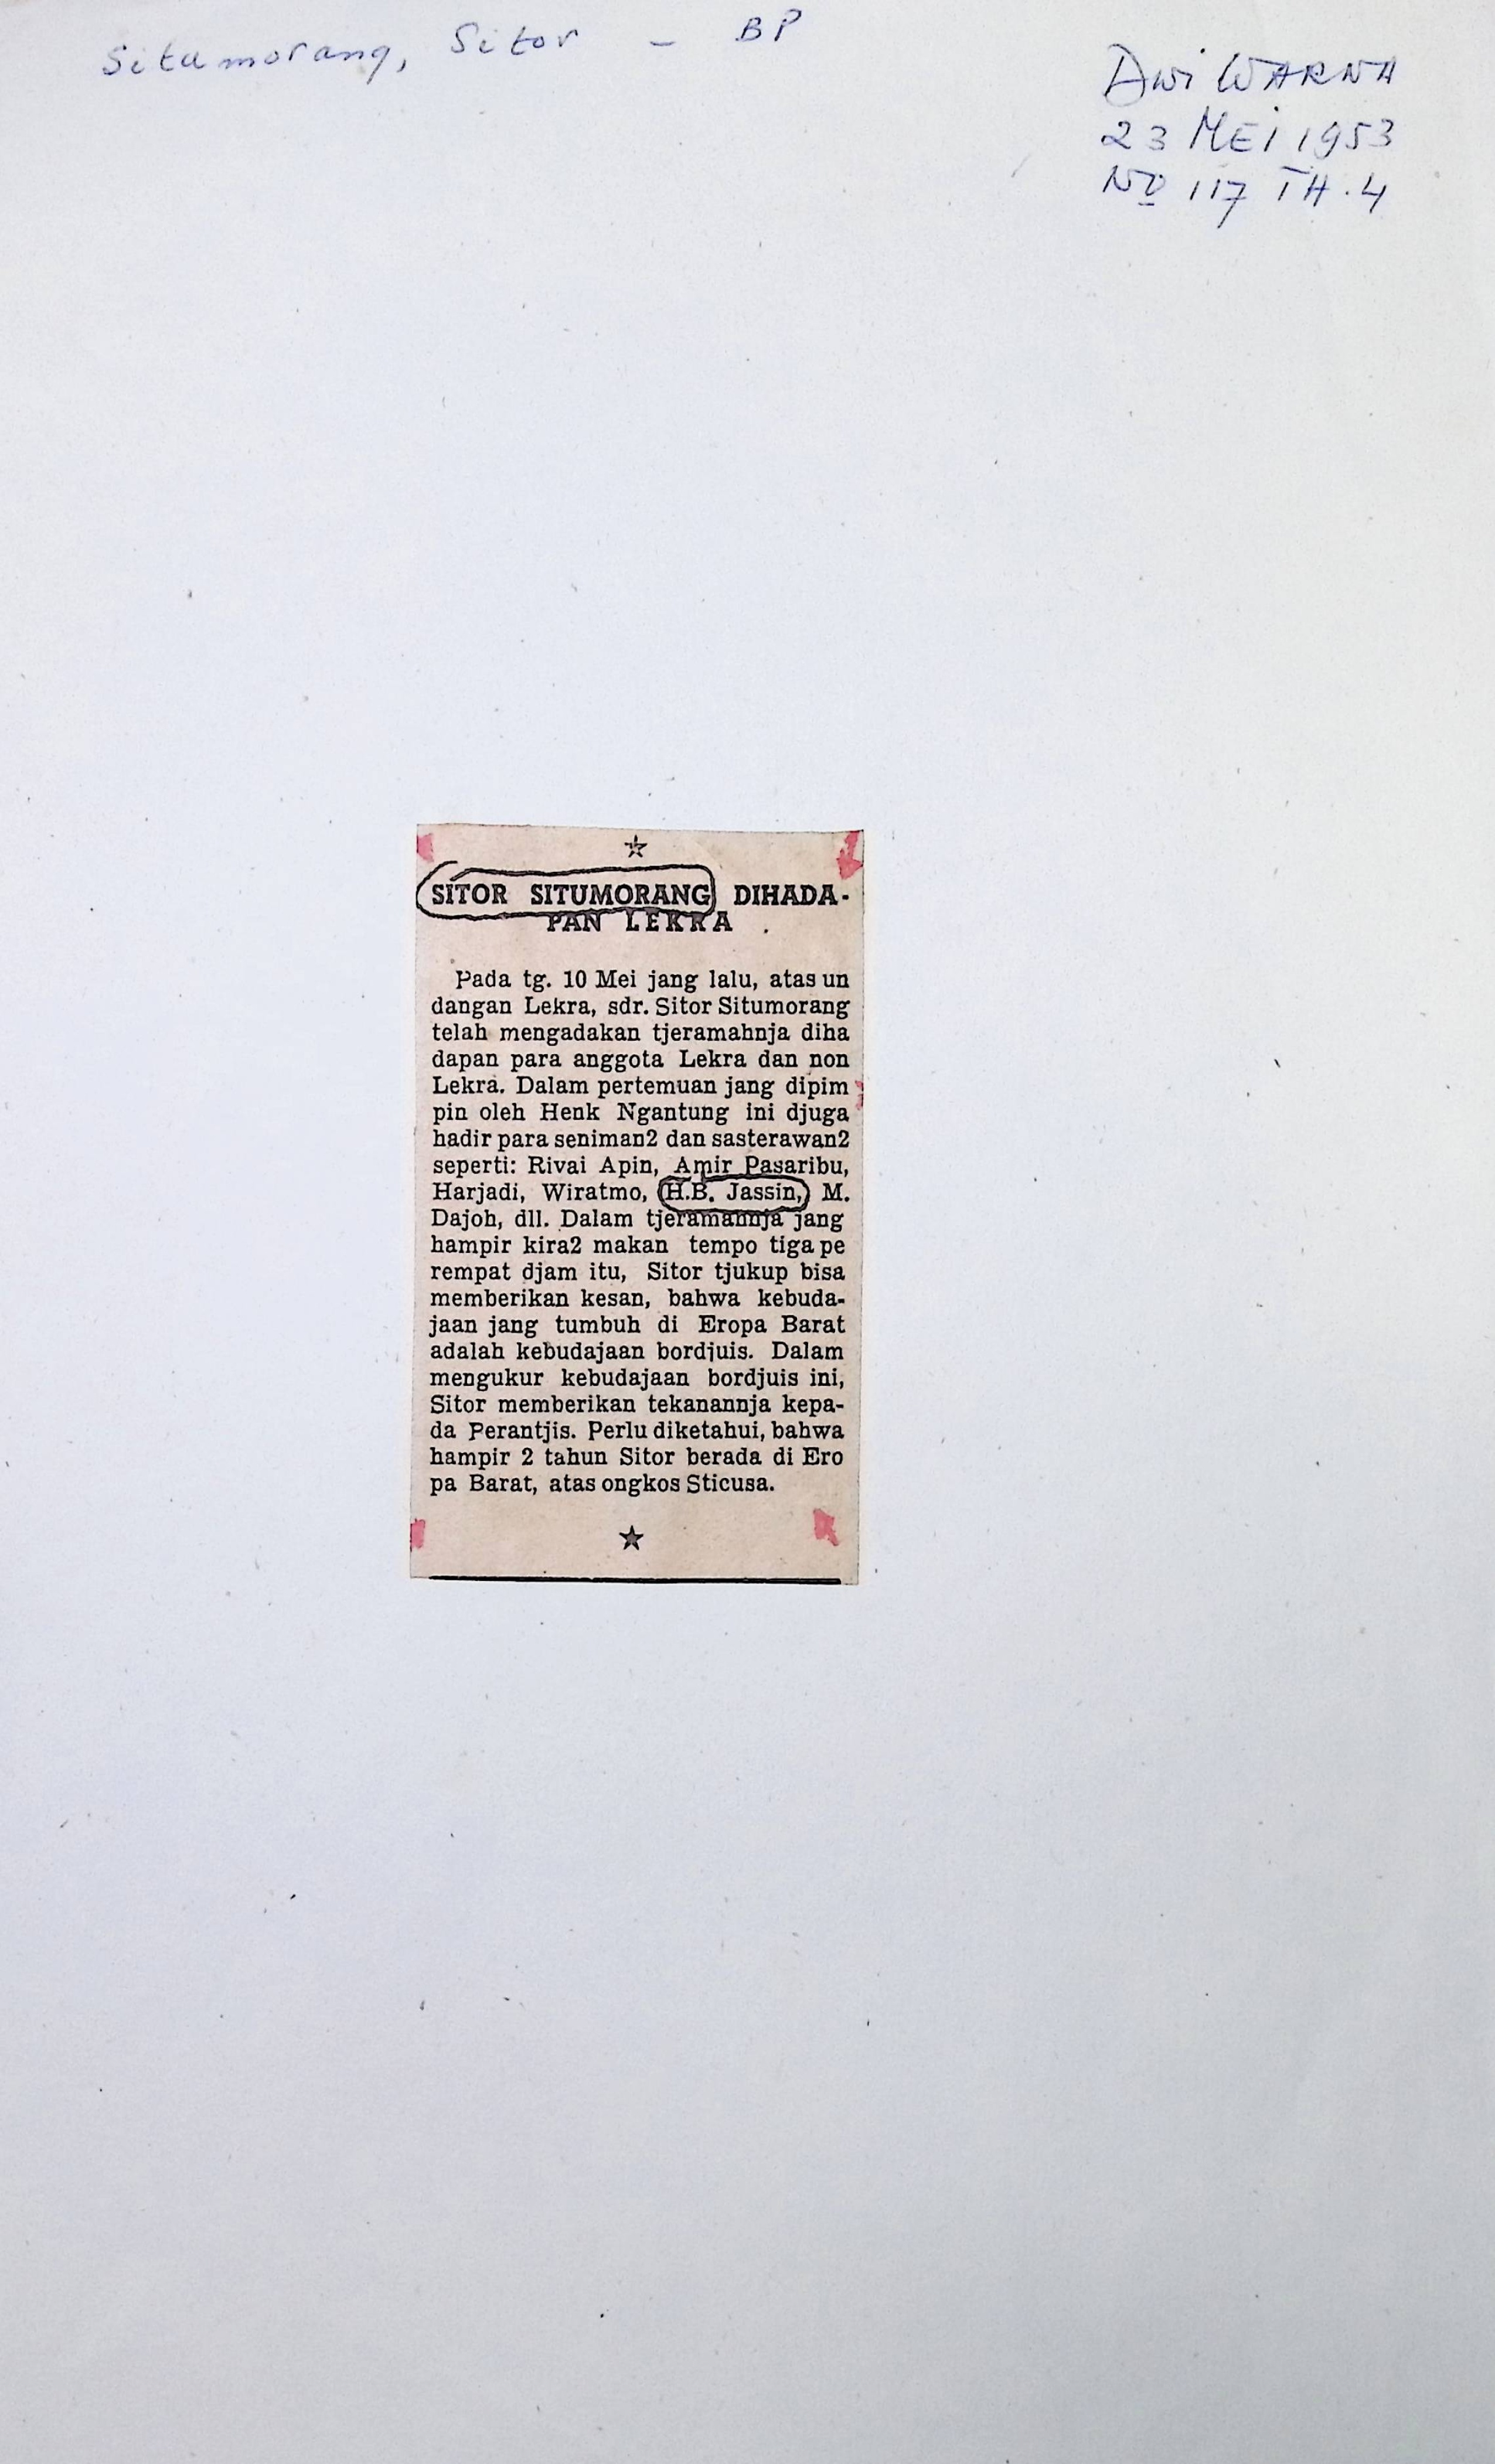 Situmorang, Sitor – BP
Dwi WARNA
23 MEi 1953
No 117 TH. 4
SITOR SITUMORANG DIHADA-
PAN LEKRA
Pada tg. 10 Mei jang lalu, atas un
dangan Lekra, sdr. Sitor Situmorang
telah mengadakan tjeramahnja diha
dapan para anggota Lekra dan non
Lekra. Dalam pertemuan jang dipim
pin oleh Henk Ngantung ini djuga
hadir para seniman2 dan sasterawan2
seperti: Rivai Apin, Amir Pasaribu,
Harjadi, Wiratmo, H.B. Jassin, M.
Dajoh, dll. Dalam tjeramahnja jang
hampir kira2 makan tempo tiga pe
rempat djam itu, Sitor tjukup bisa
memberikan kesan, bahwa kebuda-
jaan jang tumbuh di Eropa Barat
adalah kebudajaan bordjuis. Dalam
mengukur kebudajaan bordjuis ini,
Sitor memberikan tekanannja kepa-
da Perantjis. Perlu diketahui, bahwa
hampir 2 tahun Sitor berada di Ero
pa Barat, atas ongkos Sticusa.